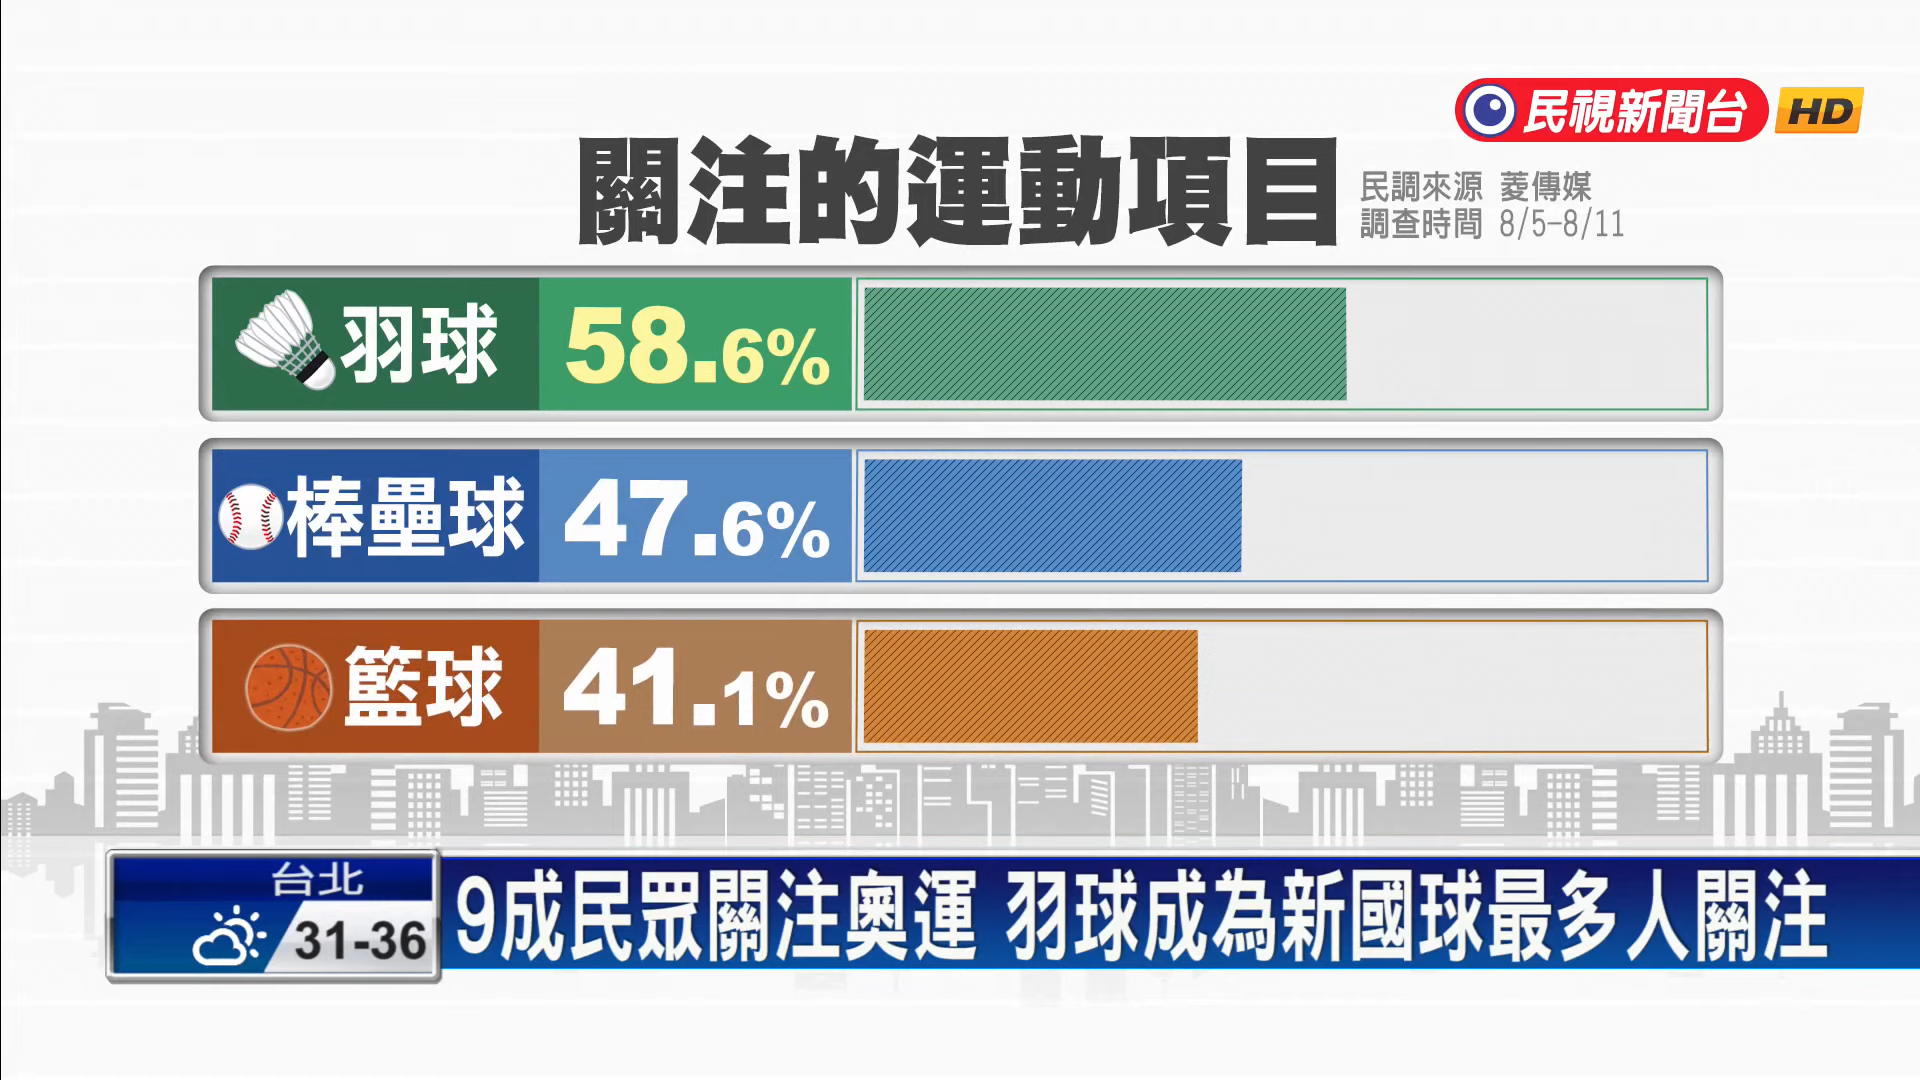 民視新聞台 HD
關注的運動項目
民調來源 菱傳媒
調查時間 8/5-8/11
羽球 58.6%
棒壘球 47.6%
籃球 41.1%
台北
31-36
9成民眾關注奧運 羽球成為新國球最多人關注